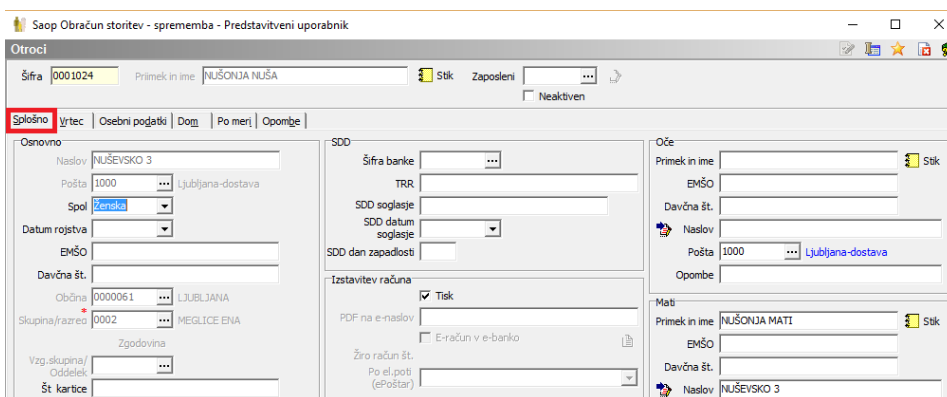 Saop Obračun storitev - sprememba - Predstavitveni uporabnik
Otroci
Šifra 0001024 Priimek in ime NUŠONJA NUŠA Stik Zaposleni ...
Neaktiven
Splošno Vrtec Osebni podatki Dom Po meri Opombe
Osnovno
Naslov NUŠEVSKO 3
Pošta 1000 ... Ljubljana-dostava
Spol Ženska
Datum rojstva
EMŠO
Davčna št.
Občina 0000061 ... LJUBLJANA
*
Skupina/razred 0002 ... MEGLICE ENA
Zgodovina
Vzg.skupina/
Oddelek ...
Št kartice
SDD
Šifra banke ...
TRR
SDD soglasje
SDD datum
soglasje
SDD dan zapadlosti
Izstavitev računa
Tisk
PDF na e-naslov
E-račun v e-banko
Žiro račun št.
Po el.poti
(ePoštar)
Oče
Primek in ime Stik
EMŠO
Davčna št.
Naslov
Pošta 1000 ... Ljubljana-dostava
Opombe
Mati
Primek in ime NUŠONJA MATI Stik
EMŠO
Davčna št.
Naslov NUŠEVSKO 3